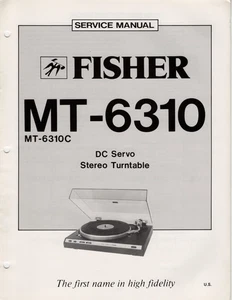 SERVICE MANUAL
FISHER
MT-6310
MT-6310C
DC Servo
Stereo Turntable
The first name in high fidelity
U.S.